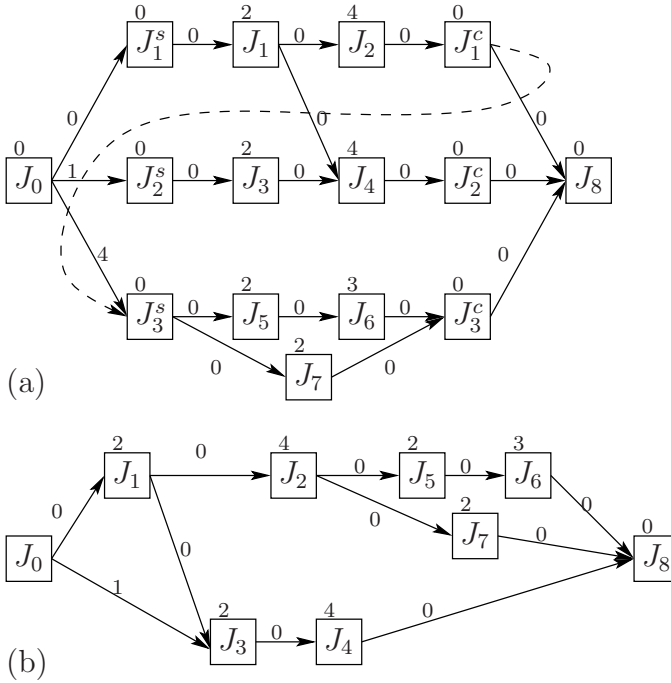 0 2 4 0
J_1^s 0 J_1 0 J_2 0 J_1^c
0 0 0
0 0 2 4 0 0
J_0 1 J_2^s 0 J_3 0 J_4 0 J_2^c 0 J_8
4 0
0 2 3 0
J_3^s 0 J_5 0 J_6 0 J_3^c
2
0 J_7 0
(a)
2 4 2 3
J_1 0 J_2 0 J_5 0 J_6
0 0 2 0
J_7 0 0
J_0 0 J_8
1 2 4 0
J_3 0 J_4
(b)